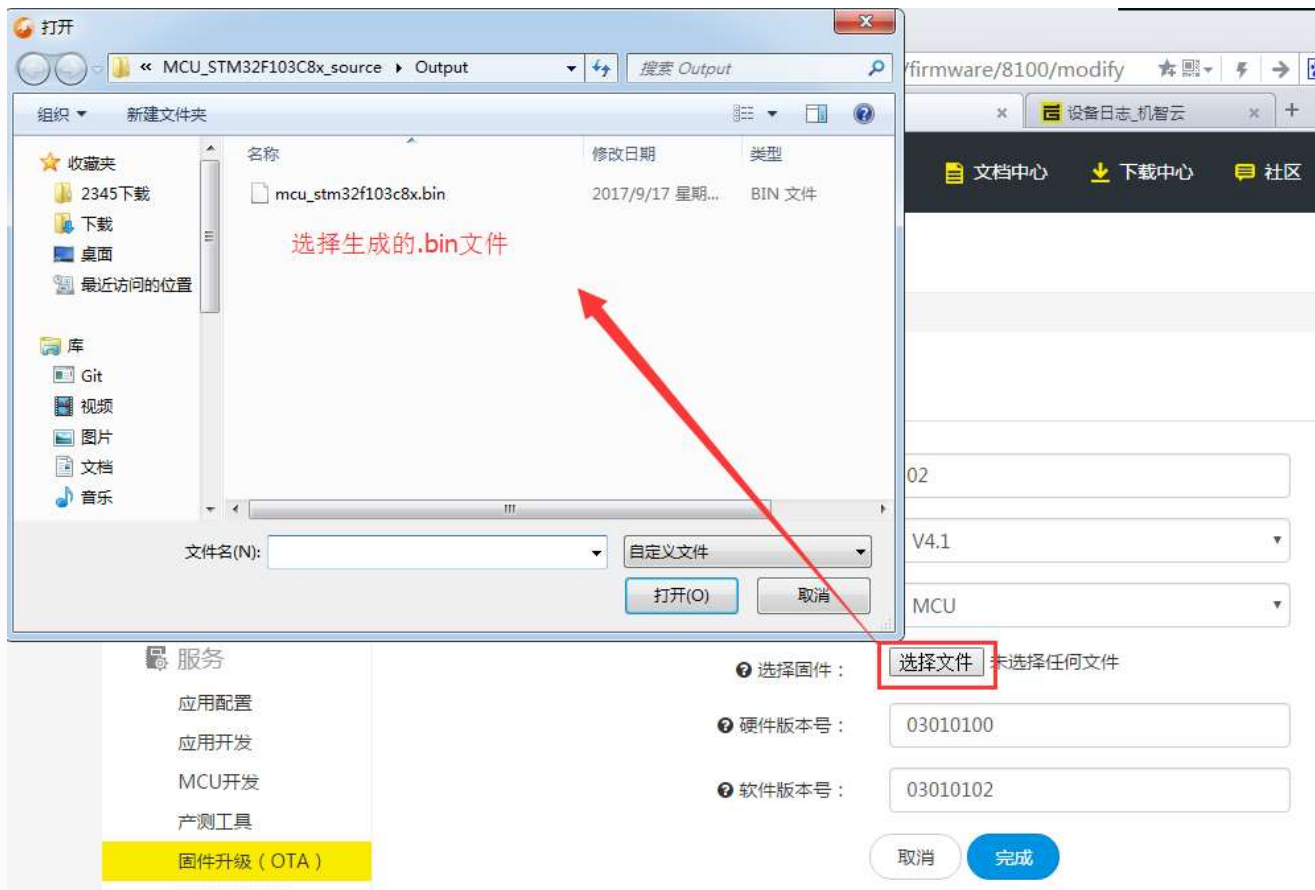 打开
« MCU_STM32F103C8x_source Output
搜索 Output
/firmware/8100/modify
组织 新建文件夹
设备日志_机智云
文档中心 下载中心 社区
收藏夹
2345下载
下载
桌面
最近访问的位置
库
Git
视频
图片
文档
音乐
名称 修改日期 类型
mcu_stm32f103c8x.bin 2017/9/17 星期... BIN 文件
选择生成的.bin文件
文件名(N): 自定义文件
打开(O) 取消
02
V4.1
MCU
服务
应用配置
应用开发
MCU开发
产测工具
固件升级（OTA）
选择固件： 选择文件 未选择任何文件
硬件版本号： 03010100
软件版本号： 03010102
取消 完成